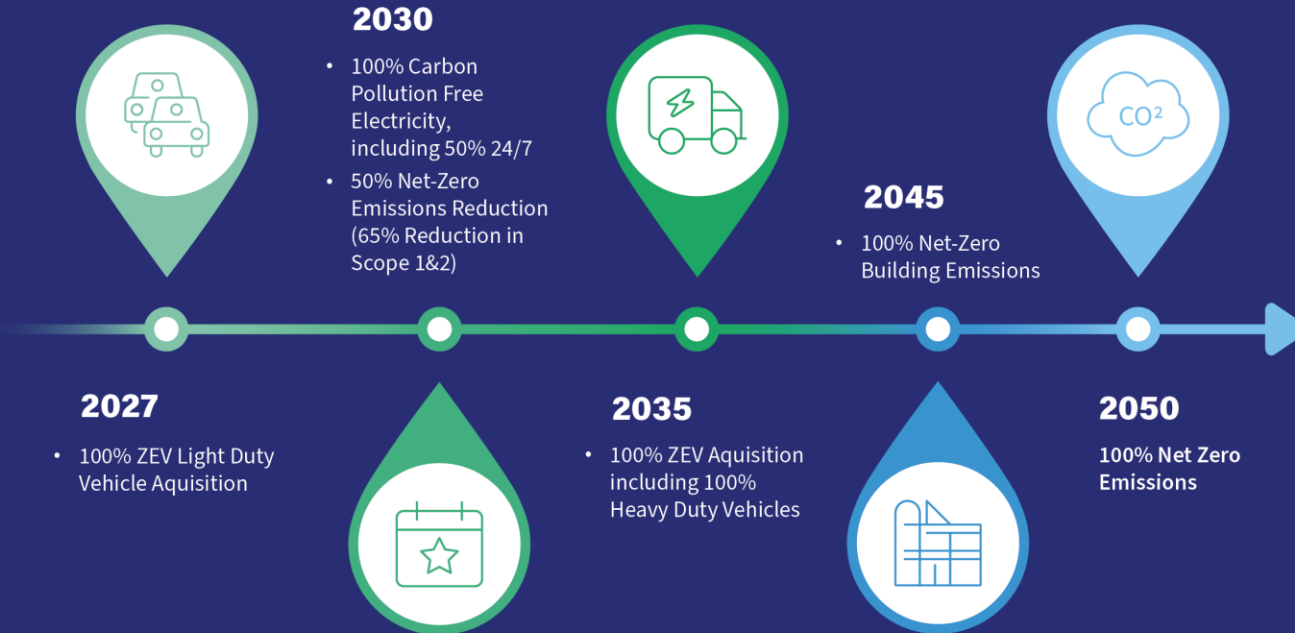 2030
• 100% Carbon
Pollution Free
Electricity,
including 50% 24/7
• 50% Net-Zero
Emissions Reduction
(65% Reduction in
Scope 1&2)
CO²
2045
• 100% Net-Zero
Building Emissions
2027
• 100% ZEV Light Duty
Vehicle Aquisition
2035
• 100% ZEV Aquisition
including 100%
Heavy Duty Vehicles
2050
100% Net Zero
Emissions